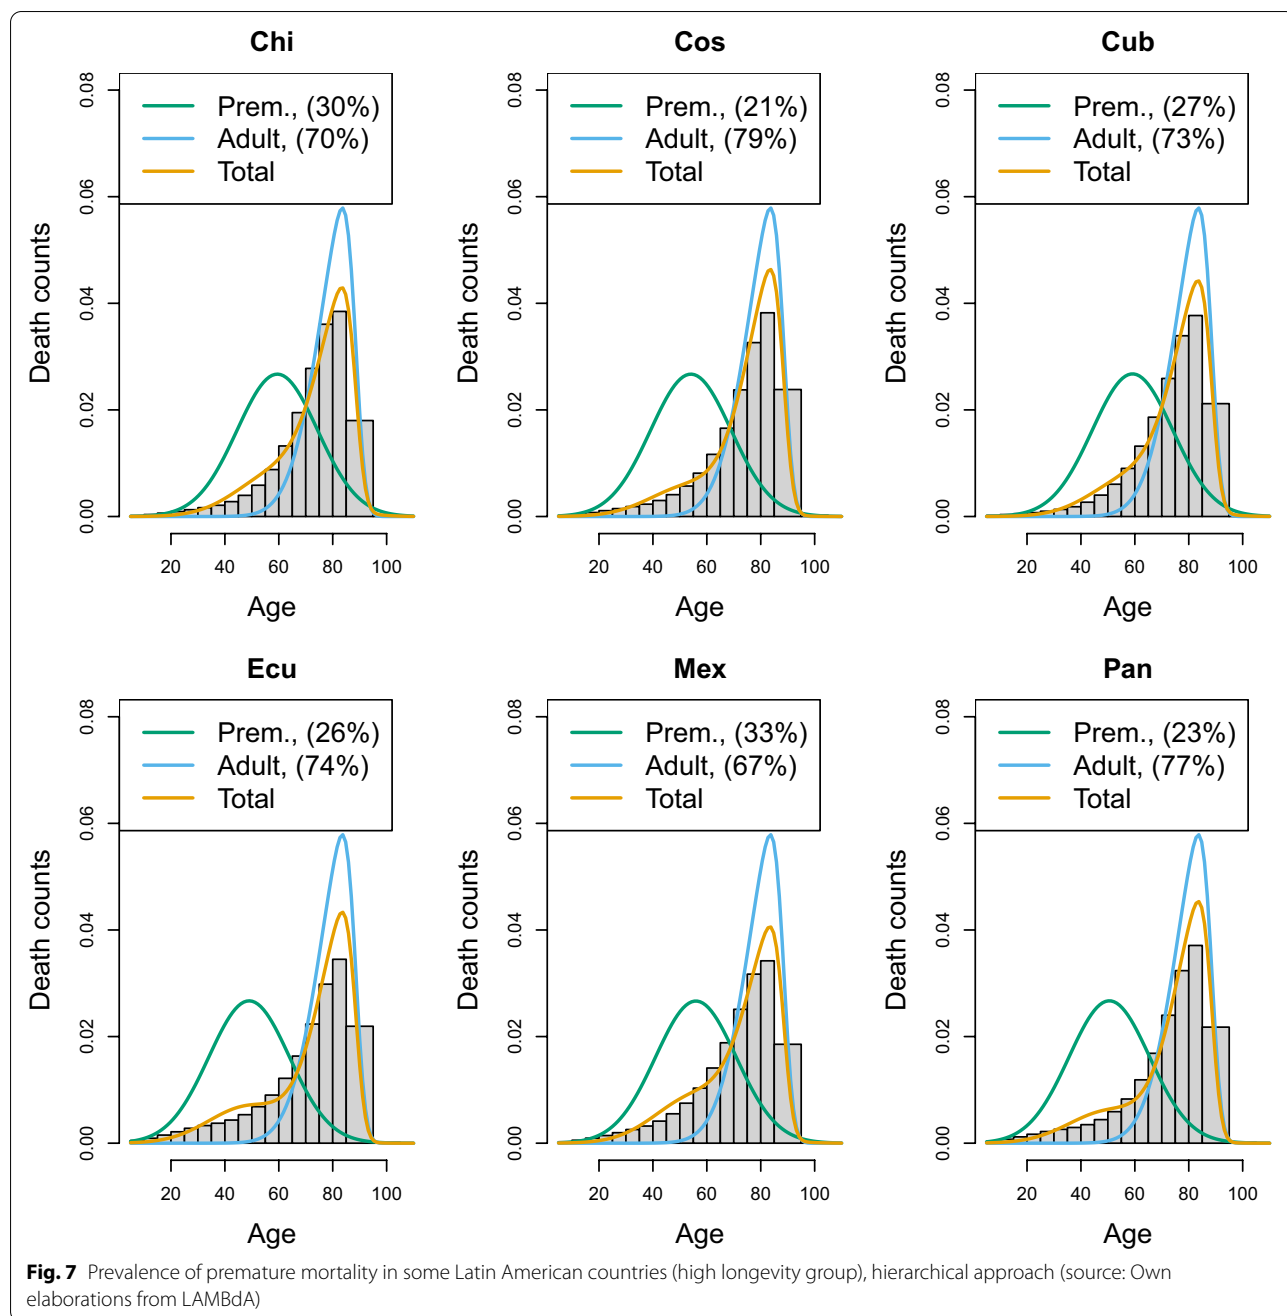 Chi
Prem., (30%)
Adult, (70%)
Total
Death counts
0.00
0.02
0.04
0.06
0.08
20 40 60 80 100
Age
Cos
Prem., (21%)
Adult, (79%)
Total
Death counts
0.00
0.02
0.04
0.06
0.08
20 40 60 80 100
Age
Cub
Prem., (27%)
Adult, (73%)
Total
Death counts
0.00
0.02
0.04
0.06
0.08
20 40 60 80 100
Age
Ecu
Prem., (26%)
Adult, (74%)
Total
Death counts
0.00
0.02
0.04
0.06
0.08
20 40 60 80 100
Age
Mex
Prem., (33%)
Adult, (67%)
Total
Death counts
0.00
0.02
0.04
0.06
0.08
20 40 60 80 100
Age
Pan
Prem., (23%)
Adult, (77%)
Total
Death counts
0.00
0.02
0.04
0.06
0.08
20 40 60 80 100
Age
Fig. 7 Prevalence of premature mortality in some Latin American countries (high longevity group), hierarchical approach (source: Own
elaborations from LAMBdA)